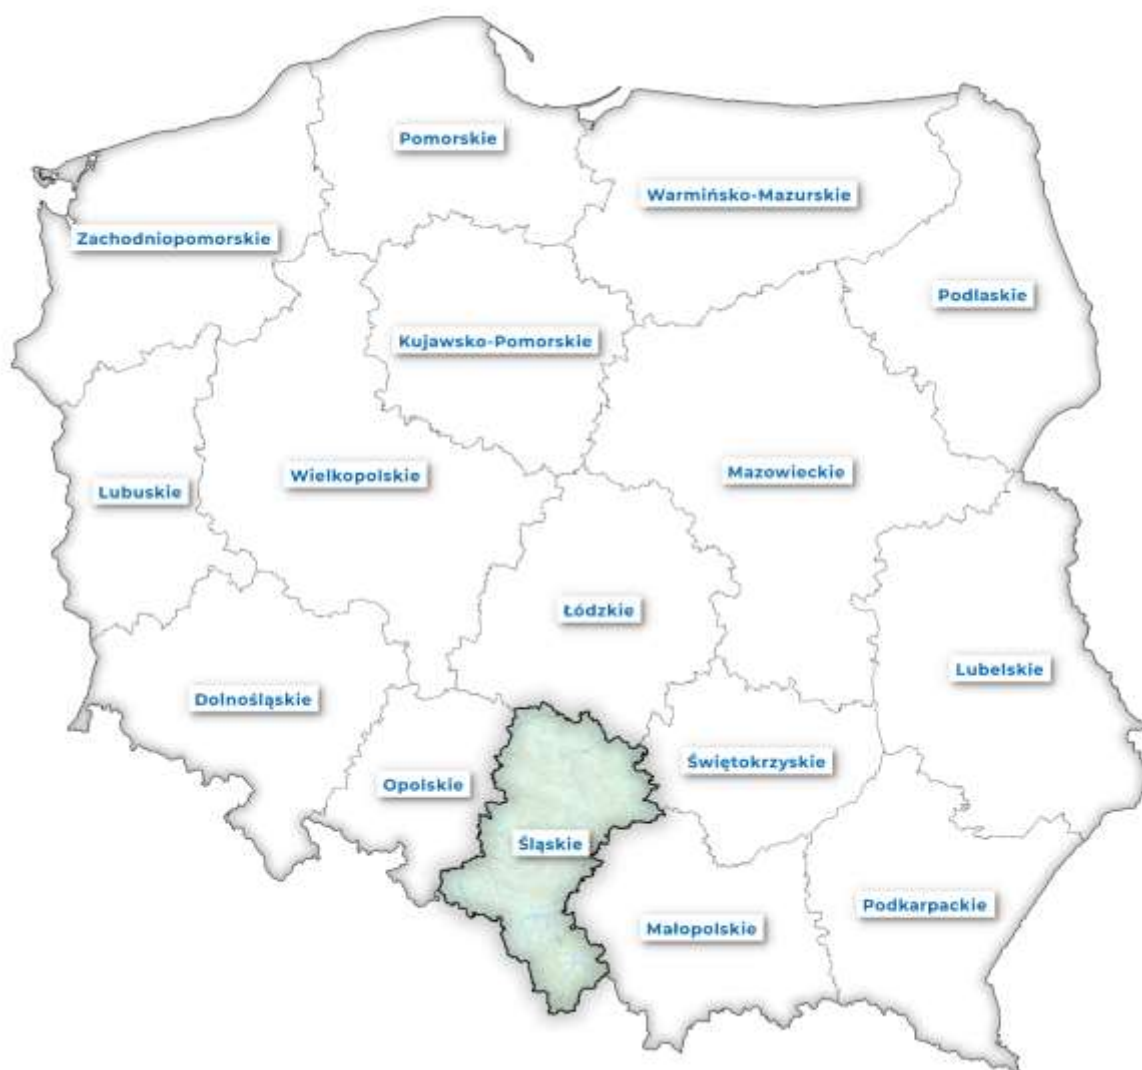 Pomorskie
Warmińsko-Mazurskie
Zachodniopomorskie
Podlaskie
Kujawsko-Pomorskie
Mazowieckie
Wielkopolskie
Lubuskie
Łódzkie
Lubelskie
Dolnośląskie
Świętokrzyskie
Opolskie
Śląskie
Podkarpackie
Małopolskie